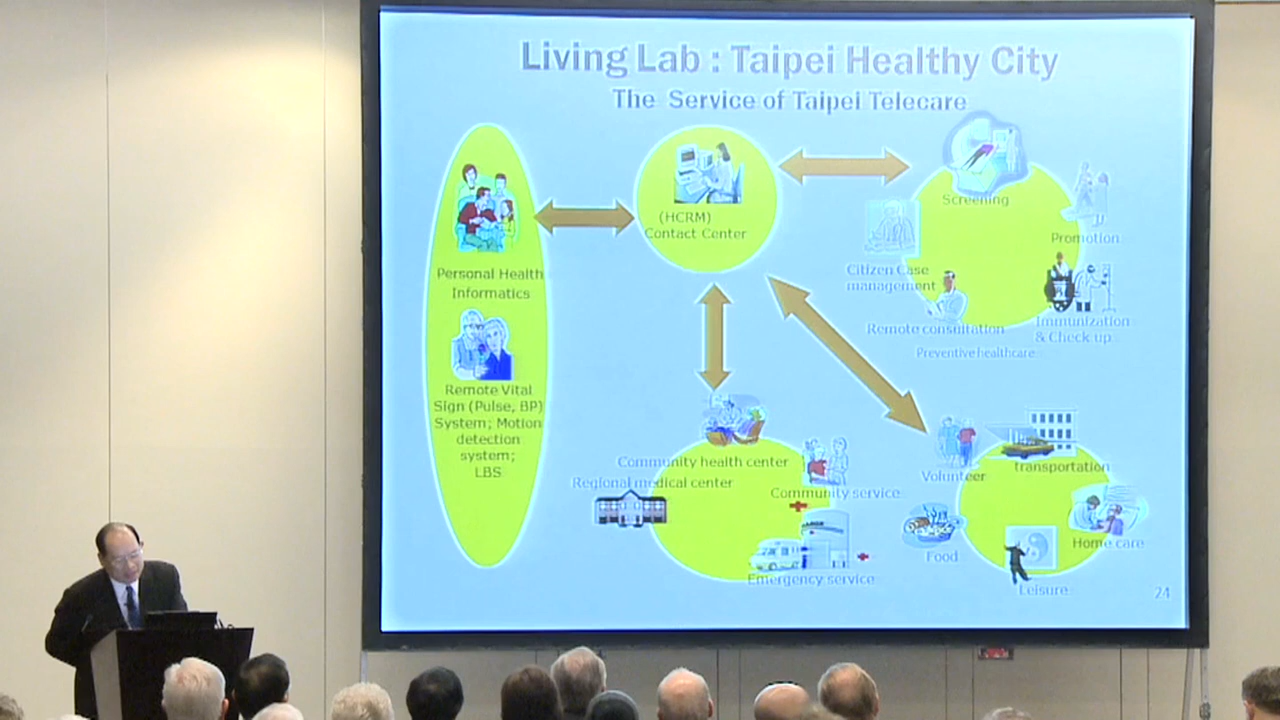 Living Lab : Taipei Healthy City
The Service of Taipei Telecare
Personal Health
Informatics
Remote Vital
Sign (Pulse, BP)
System; Motion
detection
system;
LBS
(HCRM)
Contact Center
Screening
Promotion
Citizen Case
management
Remote consultation
Immunization
& Check up
Preventive healthcare
Community health center
Regional medical center
Community service
Emergency service
Volunteer
transportation
Food
Home care
Leisure
24